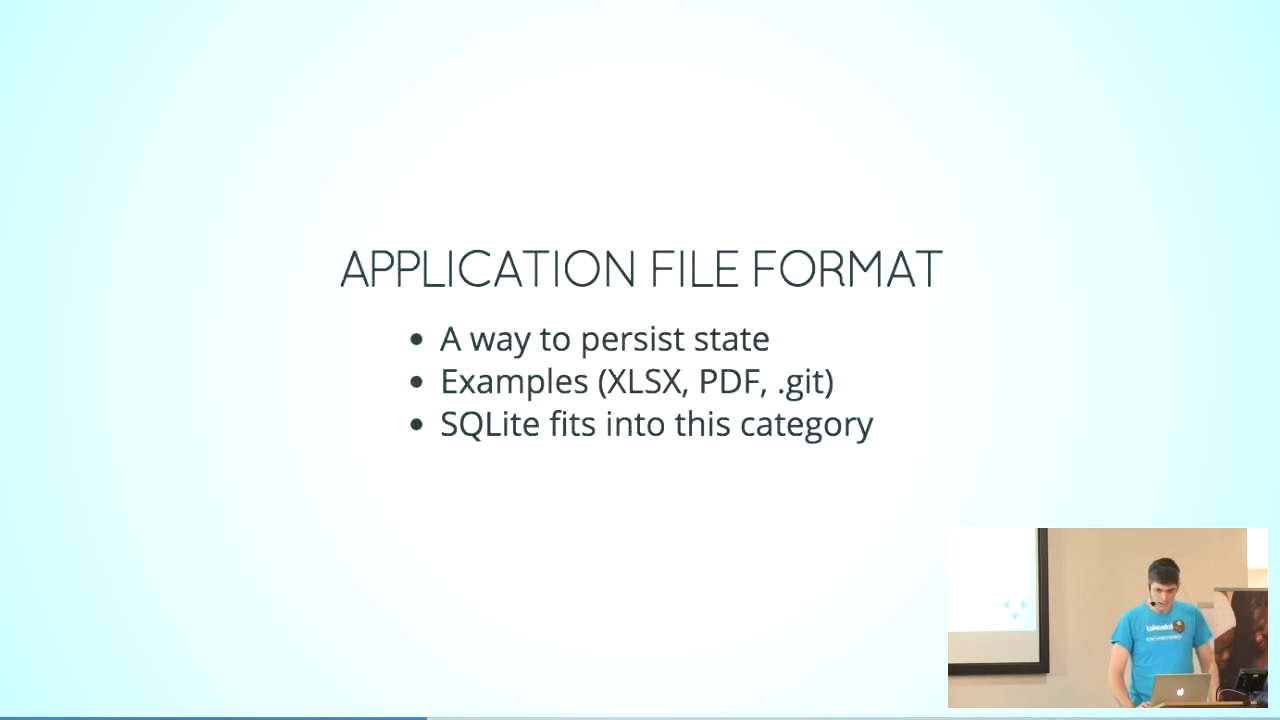 APPLICATION FILE FORMAT
A way to persist state
Examples (XLSX, PDF, .git)
SQLite fits into this category